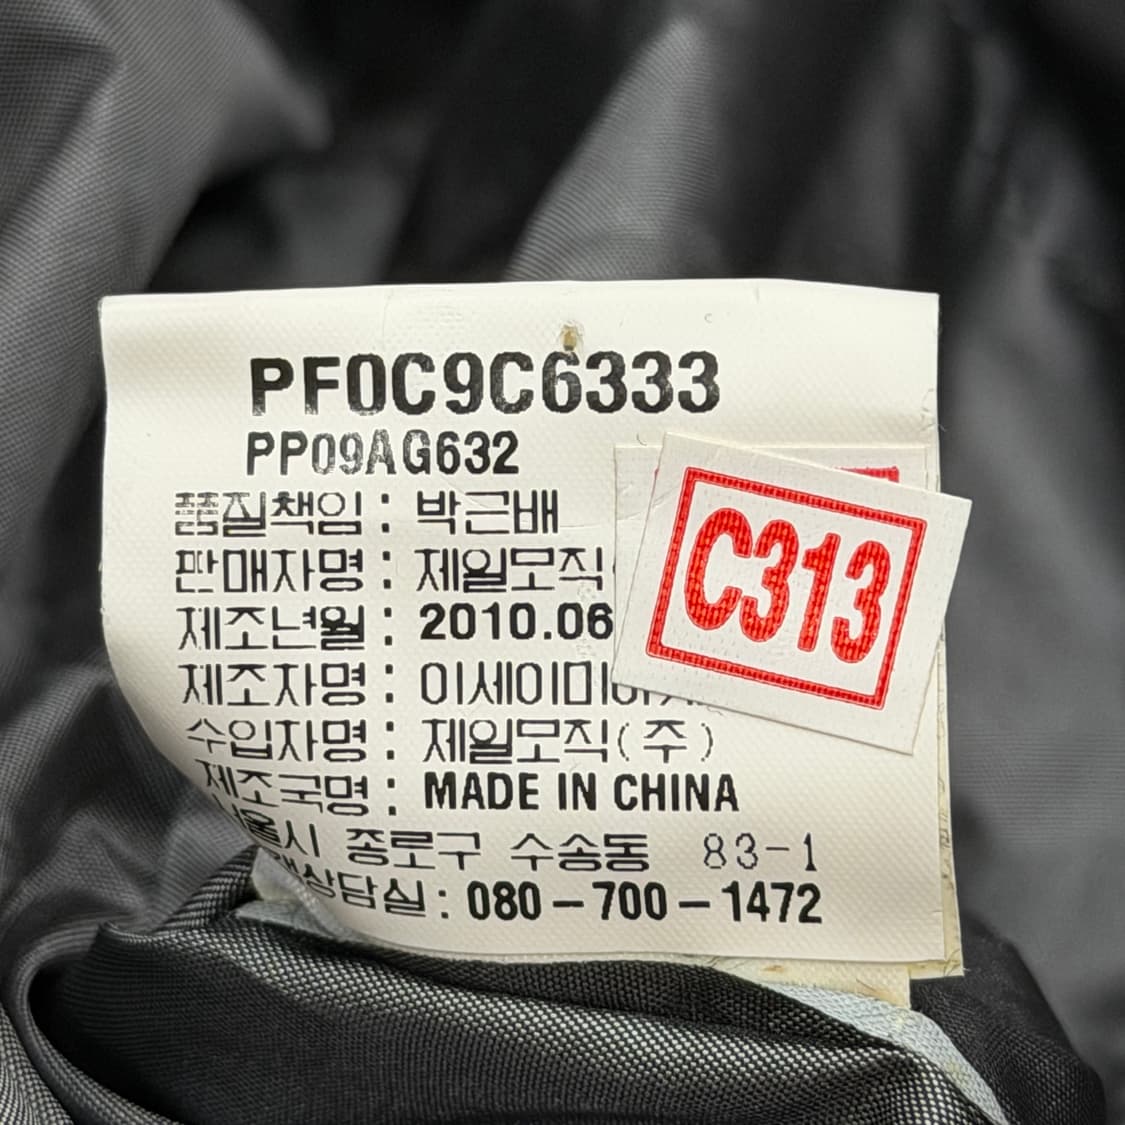 PF0C9C6333
PP09AG632
품질책임 : 박근배
판매자명 : 제일모직
제조년월 : 2010.06
제조자명 : 이세이미
수입자명 : 제일모직(주)
제조국명 : MADE IN CHINA
서울시 종로구 수송동 83-1
상담실 : 080-700-1472
C313